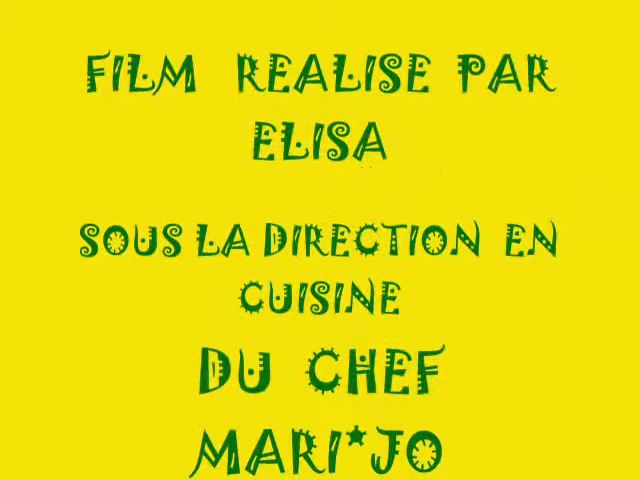 FILM REALISE PAR
ELISA
SOUS LA DIRECTION EN
CUISINE
DU CHEF
MARI*JO